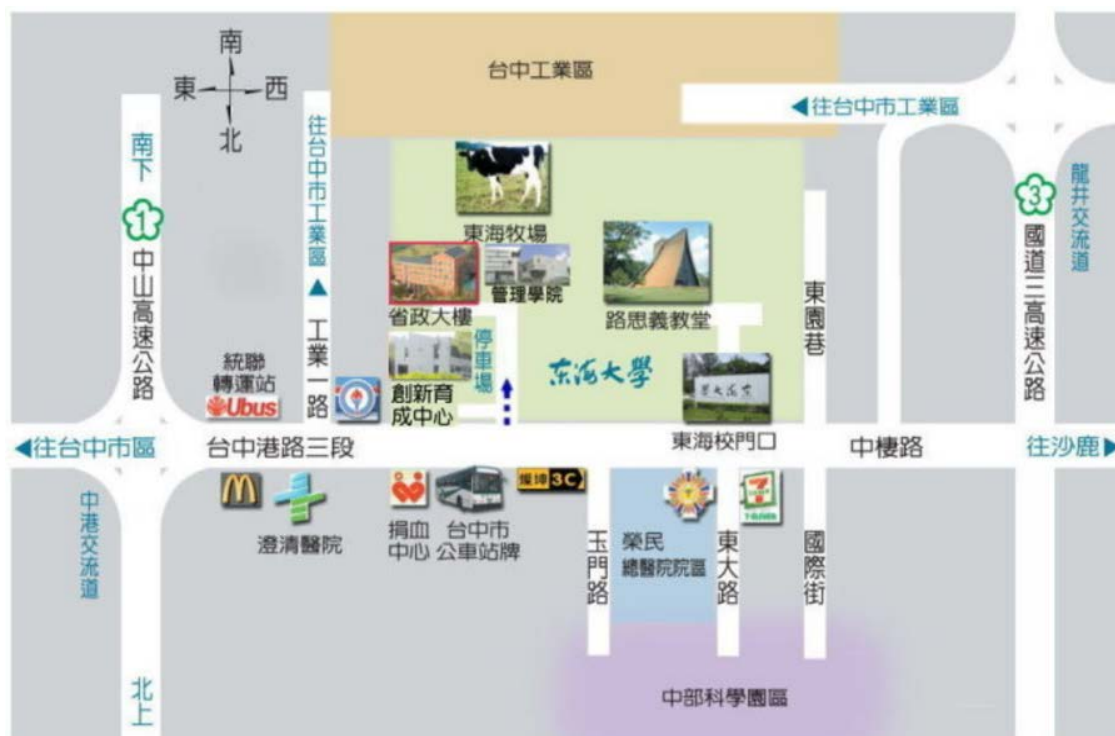 南
東 西
北
台中工業區
◀往台中市工業區
南下
1
中山高速公路
往台中市工業區▲
工業一路
東海牧場
省政大樓
管理學院
路思義教堂
停車場
創新育
成中心
东海大學
東海校門口
東園巷
3
國道三高速公路
龍井交流道
統聯
轉運站
Ubus
◀往台中市區
台中港路三段
中棲路
往沙鹿▶
中港交流道
北上
澄清醫院
捐血
中心
台中市
公車站牌
燦坤3C
玉門路
榮民
總醫院院區
東大路
7
ELEVEN
國際街
中部科學園區